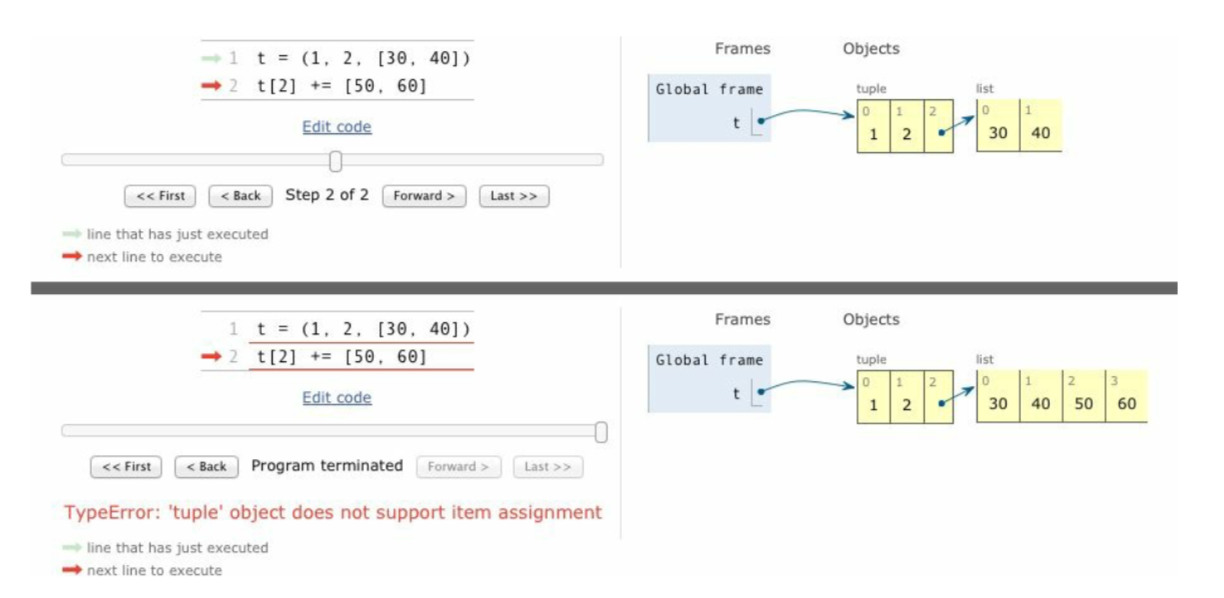 1 t = (1, 2, [30, 40])
2 t[2] += [50, 60]
Edit code
<< First < Back Step 2 of 2 Forward > Last >>
line that has just executed
next line to execute
Frames Objects
Global frame
t
tuple list
0 1 2 0 1
1 2 30 40
1 t = (1, 2, [30, 40])
2 t[2] += [50, 60]
Edit code
<< First < Back Program terminated Forward > Last >>
TypeError: 'tuple' object does not support item assignment
line that has just executed
next line to execute
Frames Objects
Global frame
t
tuple list
0 1 2 0 1 2 3
1 2 30 40 50 60